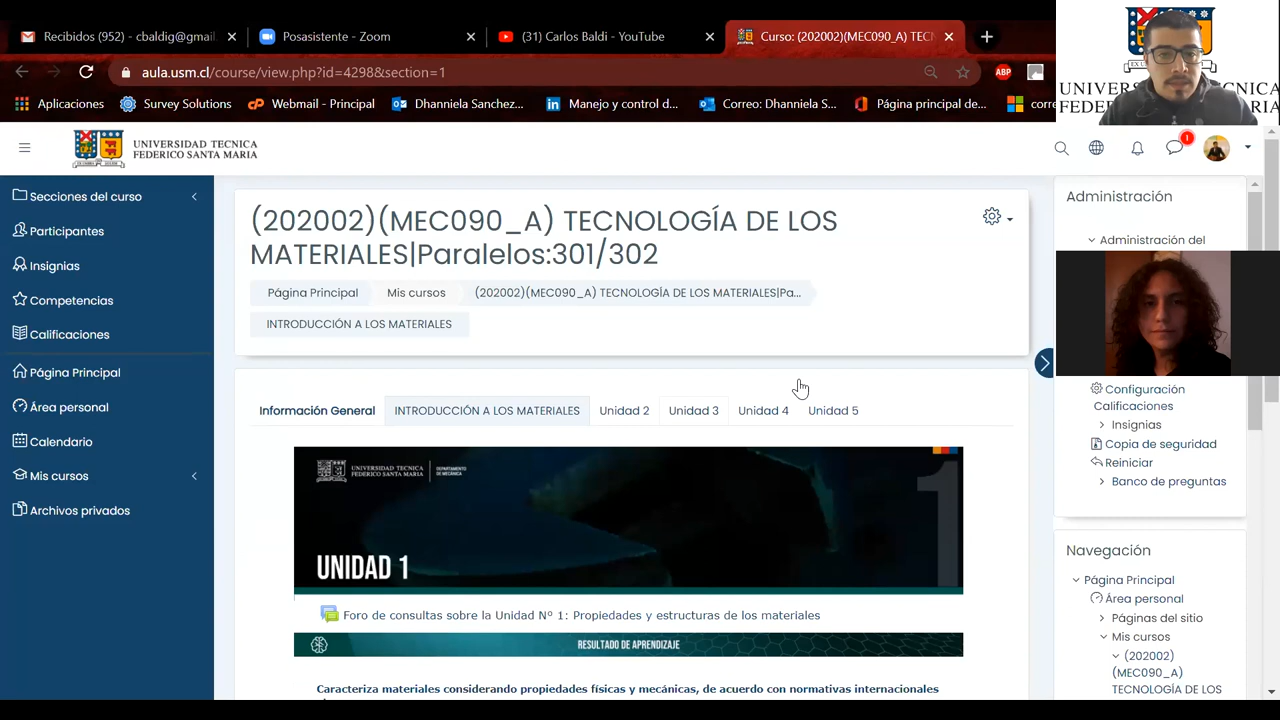 Recibidos (952) - cbaldig@gmail.
Posasistente - Zoom
(31) Carlos Baldi - YouTube
Curso: (202002)(MEC090_A) TECN
aula.usm.cl/course/view.php?id=4298&section=1
ABP
Aplicaciones
Survey Solutions
Webmail - Principal
Dhanniela Sanchez...
Manejo y control d...
Correo: Dhanniela S...
Página principal de...
corre
UNIVERSIDAD TECNICA
FEDERICO SANTA MARIA
1
Secciones del curso
Participantes
Insignias
Competencias
Calificaciones
Página Principal
Área personal
Calendario
Mis cursos
Archivos privados
(202002)(MEC090_A) TECNOLOGÍA DE LOS
MATERIALES|Paralelos:301/302
Página Principal
Mis cursos
(202002)(MEC090_A) TECNOLOGÍA DE LOS MATERIALES|Pa...
INTRODUCCIÓN A LOS MATERIALES
Información General
INTRODUCCIÓN A LOS MATERIALES
Unidad 2
Unidad 3
Unidad 4
Unidad 5
UNIVERSIDAD TECNICA
FEDERICO SANTA MARIA
DEPARTAMENTO
DE MECÁNICA
1
UNIDAD 1
Foro de consultas sobre la Unidad Nº 1: Propiedades y estructuras de los materiales
RESULTADO DE APRENDIZAJE
Caracteriza materiales considerando propiedades físicas y mecánicas, de acuerdo con normativas internacionales
Administración
Administración del
Configuración
Calificaciones
Insignias
Copia de seguridad
Reiniciar
Banco de preguntas
Navegación
Página Principal
Área personal
Páginas del sitio
Mis cursos
(202002)
(MEC090_A)
TECNOLOGÍA DE LOS